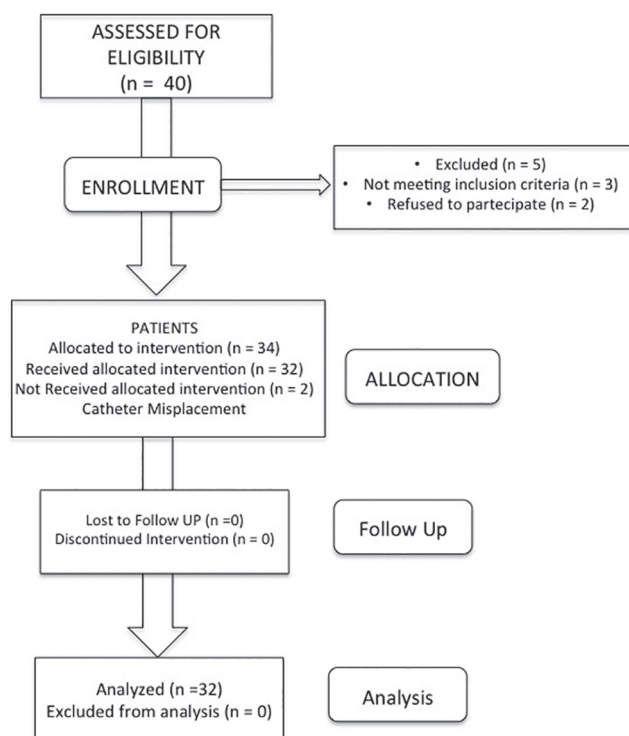 ASSESSED FOR
ELIGIBILITY
(n = 40)
ENROLLMENT
• Excluded (n = 5)
• Not meeting inclusion criteria (n = 3)
• Refused to partecipate (n = 2)
PATIENTS
Allocated to intervention (n = 34)
Received allocated intervention (n = 32)
Not Received allocated intervention (n = 2)
Catheter Misplacement
ALLOCATION
Lost to Follow UP (n =0)
Discontinued Intervention (n = 0)
Follow Up
Analyzed (n =32)
Excluded from analysis (n = 0)
Analysis